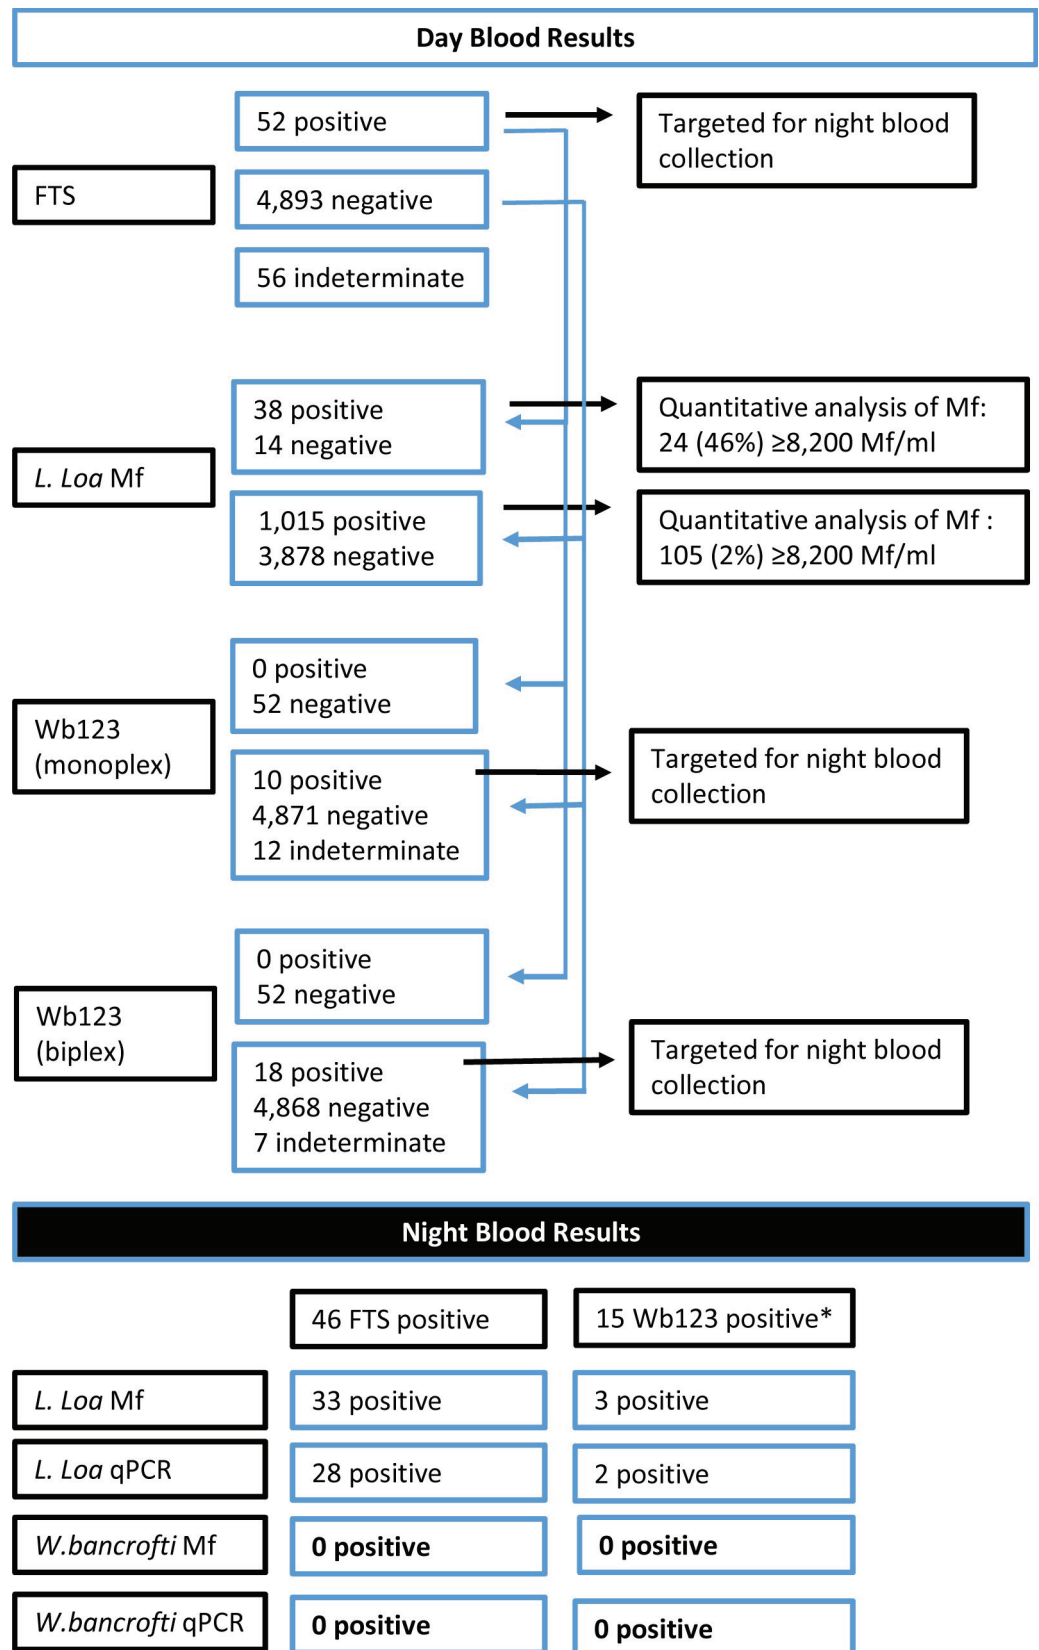 Day Blood Results
52 positive
Targeted for night blood
collection
FTS
4,893 negative
56 indeterminate
L. Loa Mf
38 positive
14 negative
Quantitative analysis of Mf:
24 (46%) ≥8,200 Mf/ml
1,015 positive
3,878 negative
Quantitative analysis of Mf :
105 (2%) ≥8,200 Mf/ml
Wb123
(monoplex)
0 positive
52 negative
10 positive
4,871 negative
12 indeterminate
Targeted for night blood
collection
Wb123
(biplex)
0 positive
52 negative
18 positive
4,868 negative
7 indeterminate
Targeted for night blood
collection
Night Blood Results
46 FTS positive
15 Wb123 positive*
L. Loa Mf
33 positive
3 positive
L. Loa qPCR
28 positive
2 positive
W.bancrofti Mf
0 positive
0 positive
W.bancrofti qPCR
0 positive
0 positive